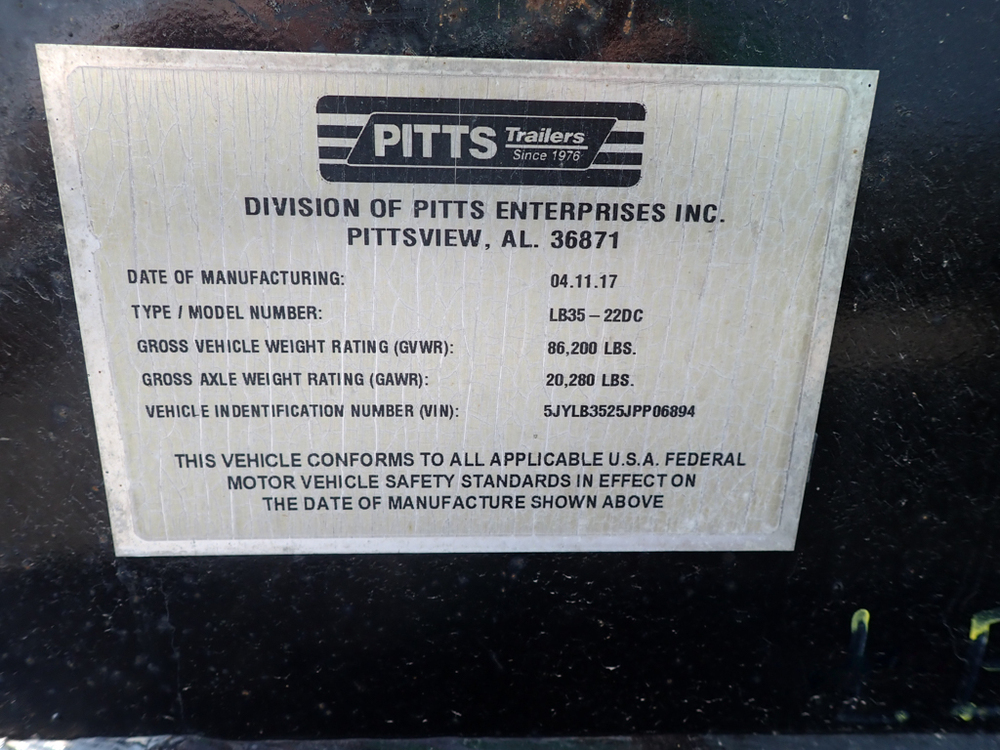 PITTS Trailers
Since 1976
DIVISION OF PITTS ENTERPRISES INC.
PITTSVIEW, AL. 36871
DATE OF MANUFACTURING: 04.11.17
TYPE / MODEL NUMBER: LB35 – 22DC
GROSS VEHICLE WEIGHT RATING (GVWR): 86,200 LBS.
GROSS AXLE WEIGHT RATING (GAWR): 20,280 LBS.
VEHICLE INDENTIFICATION NUMBER (VIN): 5JYLB3525JPP06894
THIS VEHICLE CONFORMS TO ALL APPLICABLE U.S.A. FEDERAL
MOTOR VEHICLE SAFETY STANDARDS IN EFFECT ON
THE DATE OF MANUFACTURE SHOWN ABOVE